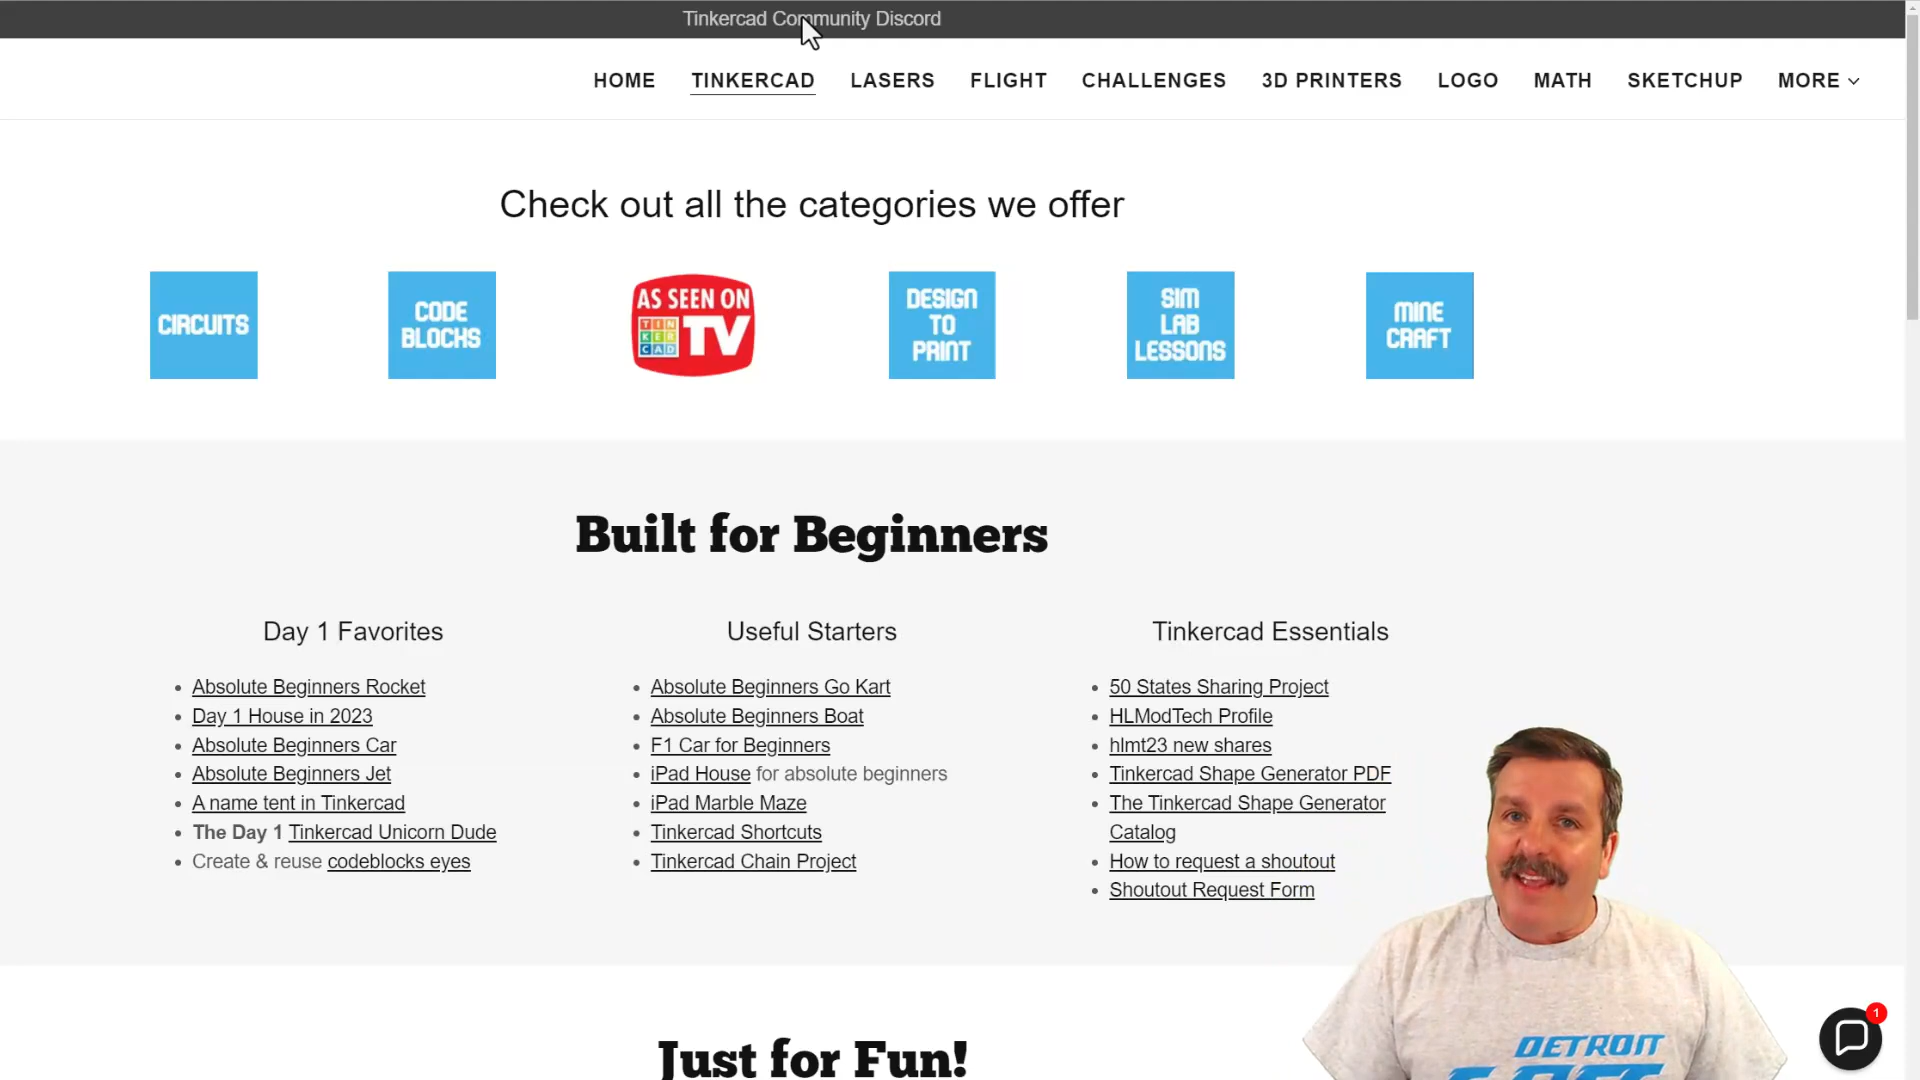 Tinkercad Community Discord
HOME TINKERCAD LASERS FLIGHT CHALLENGES 3D PRINTERS LOGO MATH SKETCHUP MORE
Check out all the categories we offer
CIRCUITS
CODE
BLOCKS
AS SEEN ON
TIN
KER
CAD
TV
DESIGN
TO
PRINT
SIM
LAB
LESSONS
MINE
CRAFT
Built for Beginners
Day 1 Favorites
Absolute Beginners Rocket
Day 1 House in 2023
Absolute Beginners Car
Absolute Beginners Jet
A name tent in Tinkercad
The Day 1 Tinkercad Unicorn Dude
Create & reuse codeblocks eyes
Useful Starters
Absolute Beginners Go Kart
Absolute Beginners Boat
F1 Car for Beginners
iPad House for absolute beginners
iPad Marble Maze
Tinkercad Shortcuts
Tinkercad Chain Project
Tinkercad Essentials
50 States Sharing Project
HLModTech Profile
hlmt23 new shares
Tinkercad Shape Generator PDF
The Tinkercad Shape Generator
Catalog
How to request a shoutout
Shoutout Request Form
Just for Fun!
DETROIT
1